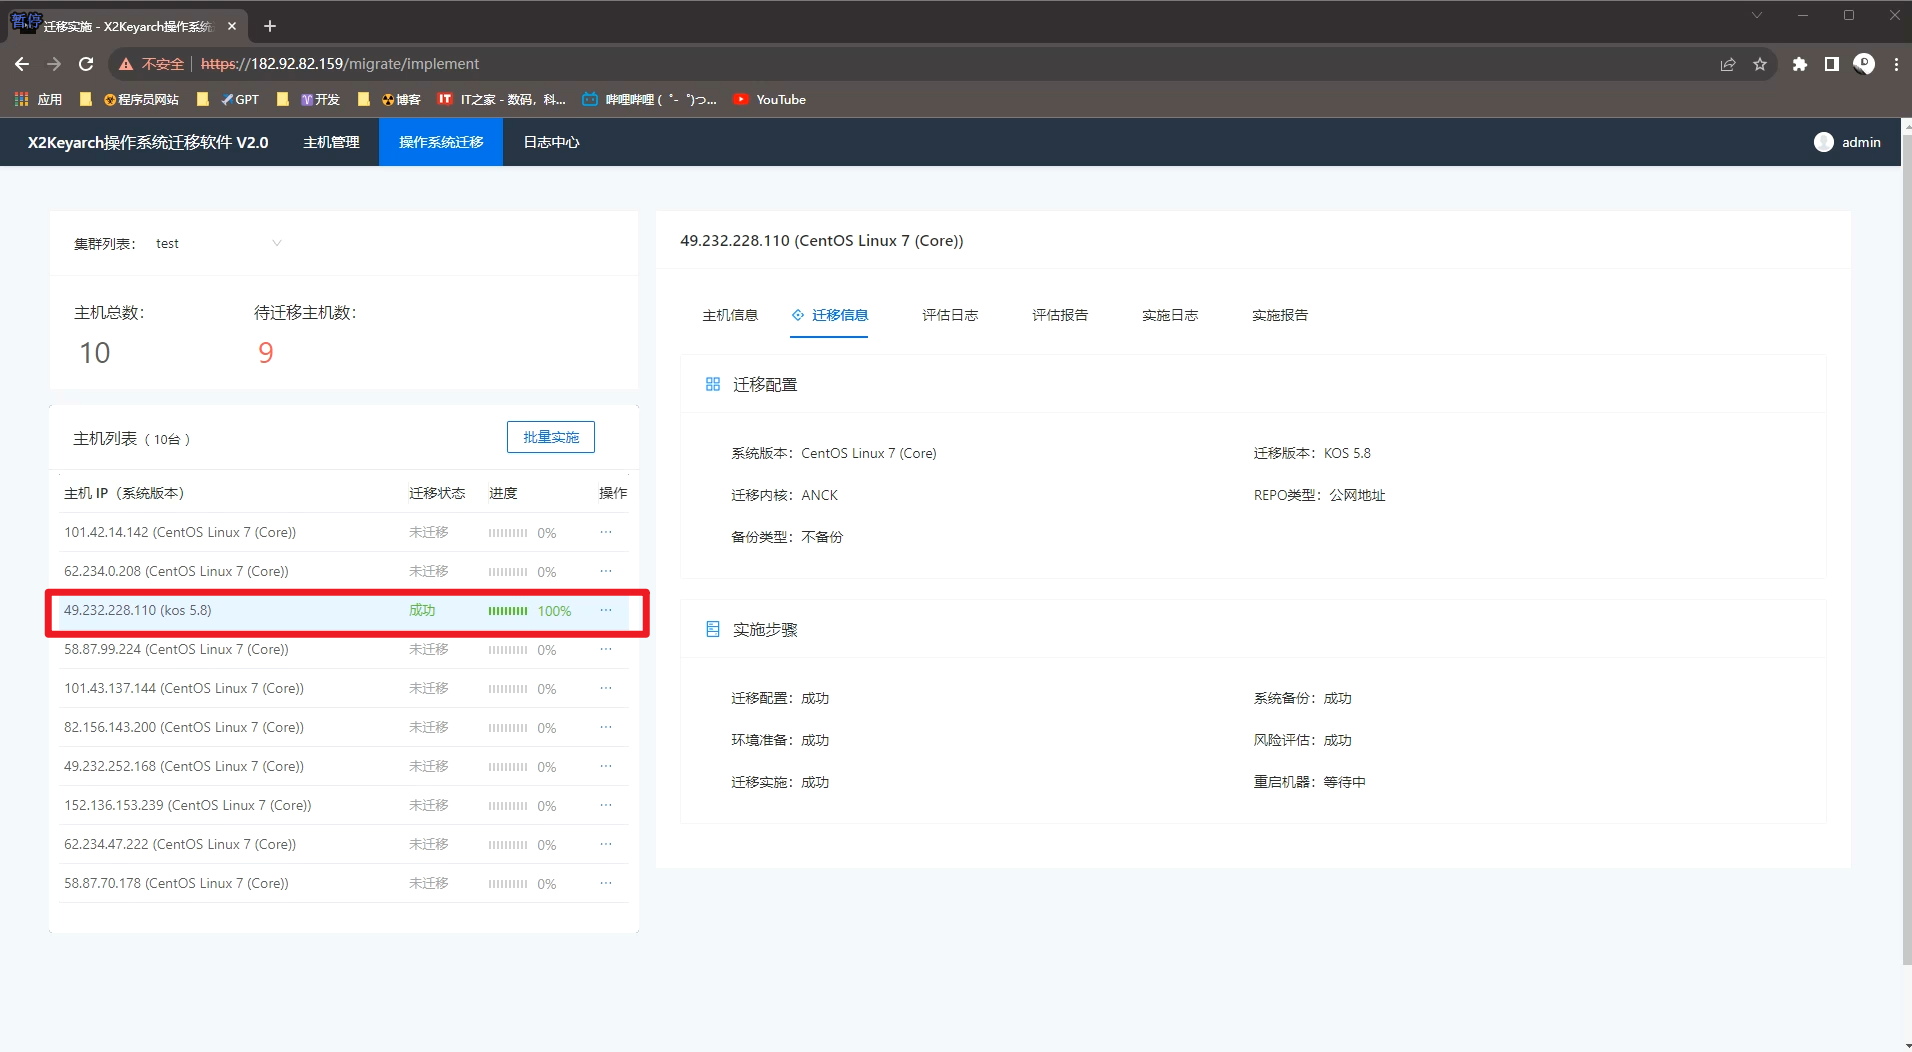 暂停
迁移实施 - X2Keyarch操作系统
不安全 https://182.92.82.159/migrate/implement
应用 程序员网站 GPT 开发 博客 IT IT之家 - 数码，科... 哔哩哔哩 ( ゜- ゜)つ... YouTube
X2Keyarch操作系统迁移软件 V2.0 主机管理 操作系统迁移 日志中心 admin
集群列表： test
主机总数： 待迁移主机数：
10 9
主机列表（ 10台 ） 批量实施
主机 IP（系统版本） 迁移状态 进度 操作
101.42.14.142 (CentOS Linux 7 (Core)) 未迁移 0% ···
62.234.0.208 (CentOS Linux 7 (Core)) 未迁移 0% ···
49.232.228.110 (kos 5.8) 成功 100% ···
58.87.99.224 (CentOS Linux 7 (Core)) 未迁移 0% ···
101.43.137.144 (CentOS Linux 7 (Core)) 未迁移 0% ···
82.156.143.200 (CentOS Linux 7 (Core)) 未迁移 0% ···
49.232.252.168 (CentOS Linux 7 (Core)) 未迁移 0% ···
152.136.153.239 (CentOS Linux 7 (Core)) 未迁移 0% ···
62.234.47.222 (CentOS Linux 7 (Core)) 未迁移 0% ···
58.87.70.178 (CentOS Linux 7 (Core)) 未迁移 0% ···
49.232.228.110 (CentOS Linux 7 (Core))
主机信息 迁移信息 评估日志 评估报告 实施日志 实施报告
迁移配置
系统版本： CentOS Linux 7 (Core) 迁移版本： KOS 5.8
迁移内核： ANCK REPO类型： 公网地址
备份类型： 不备份
实施步骤
迁移配置： 成功 系统备份： 成功
环境准备： 成功 风险评估： 成功
迁移实施： 成功 重启机器： 等待中